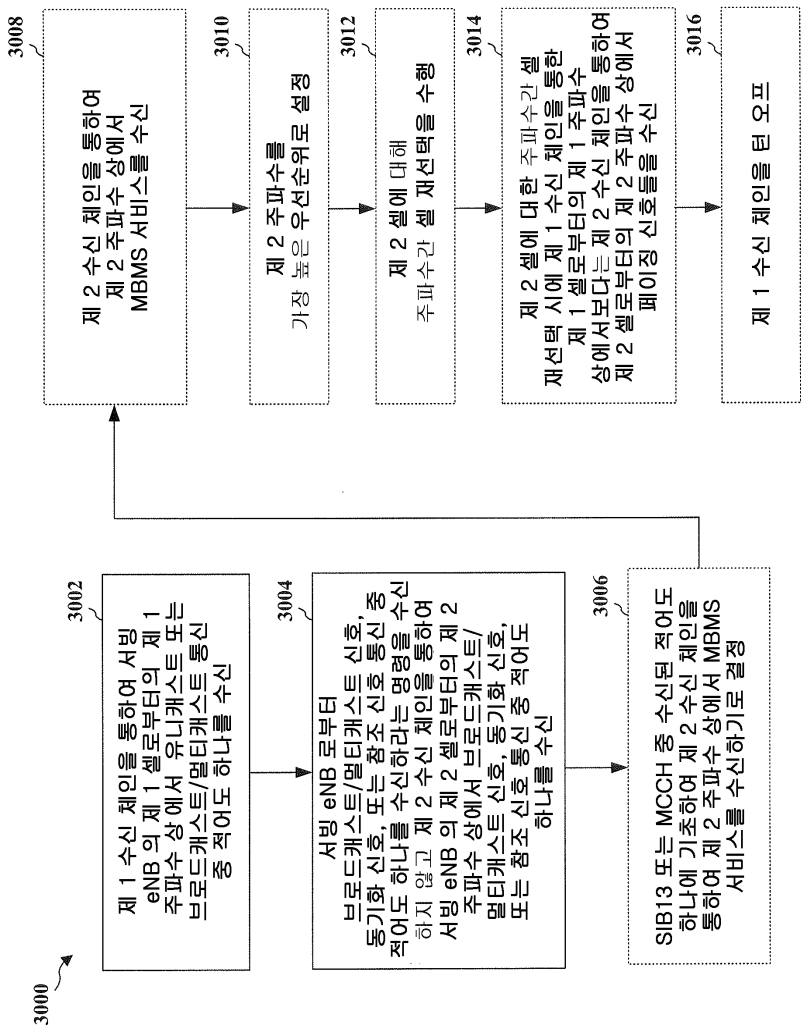 3000
3002
제 1 수신 체인을 통하여 서빙
eNB 의 제 1 셀로부터의 제 1
주파수 상에서 유니캐스트 또는
브로드캐스트/멀티캐스트 통신
중 적어도 하나를 수신
3004
서빙 eNB 로부터
브로드캐스트/멀티캐스트 신호,
동기화 신호, 또는 참조 신호 통신 중
적어도 하나를 수신하라는 명령을 수신
하지 않고 제 2 수신 체인을 통하여
서빙 eNB 의 제 2 셀로부터의 제 2
주파수 상에서 브로드캐스트/
멀티캐스트 신호, 동기화 신호,
또는 참조 신호 통신 중 적어도
하나를 수신
3006
SIB13 또는 MCCH 중 수신된 적어도
하나에 기초하여 제 2 수신 체인을
통하여 제 2 주파수 상에서 MBMS
서비스를 수신하기로 결정
3008
제 2 수신 체인을 통하여
제 2 주파수 상에서
MBMS 서비스를 수신
3010
제 2 주파수를
가장 높은 우선순위로 설정
3012
제 2 셀에 대해
주파수간 셀 재선택을 수행
3014
제 2 셀에 대한 주파수간 셀
재선택 시에 제 1 수신 체인을 통한
제 1 셀로부터의 제 1 주파수
상에서보다는 제 2 수신 체인을 통하여
제 2 셀로부터의 제 2 주파수 상에서
페이징 신호들을 수신
3016
제 1 수신 체인을 턴 오프